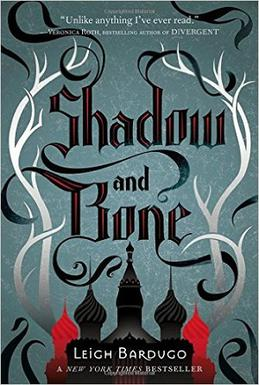 “Unlike anything I’ve ever read.”
—Veronica Roth, bestselling author of DIVERGENT
Shadow
and
Bone
Leigh Bardugo
A NEW YORK TIMES BESTSELLER